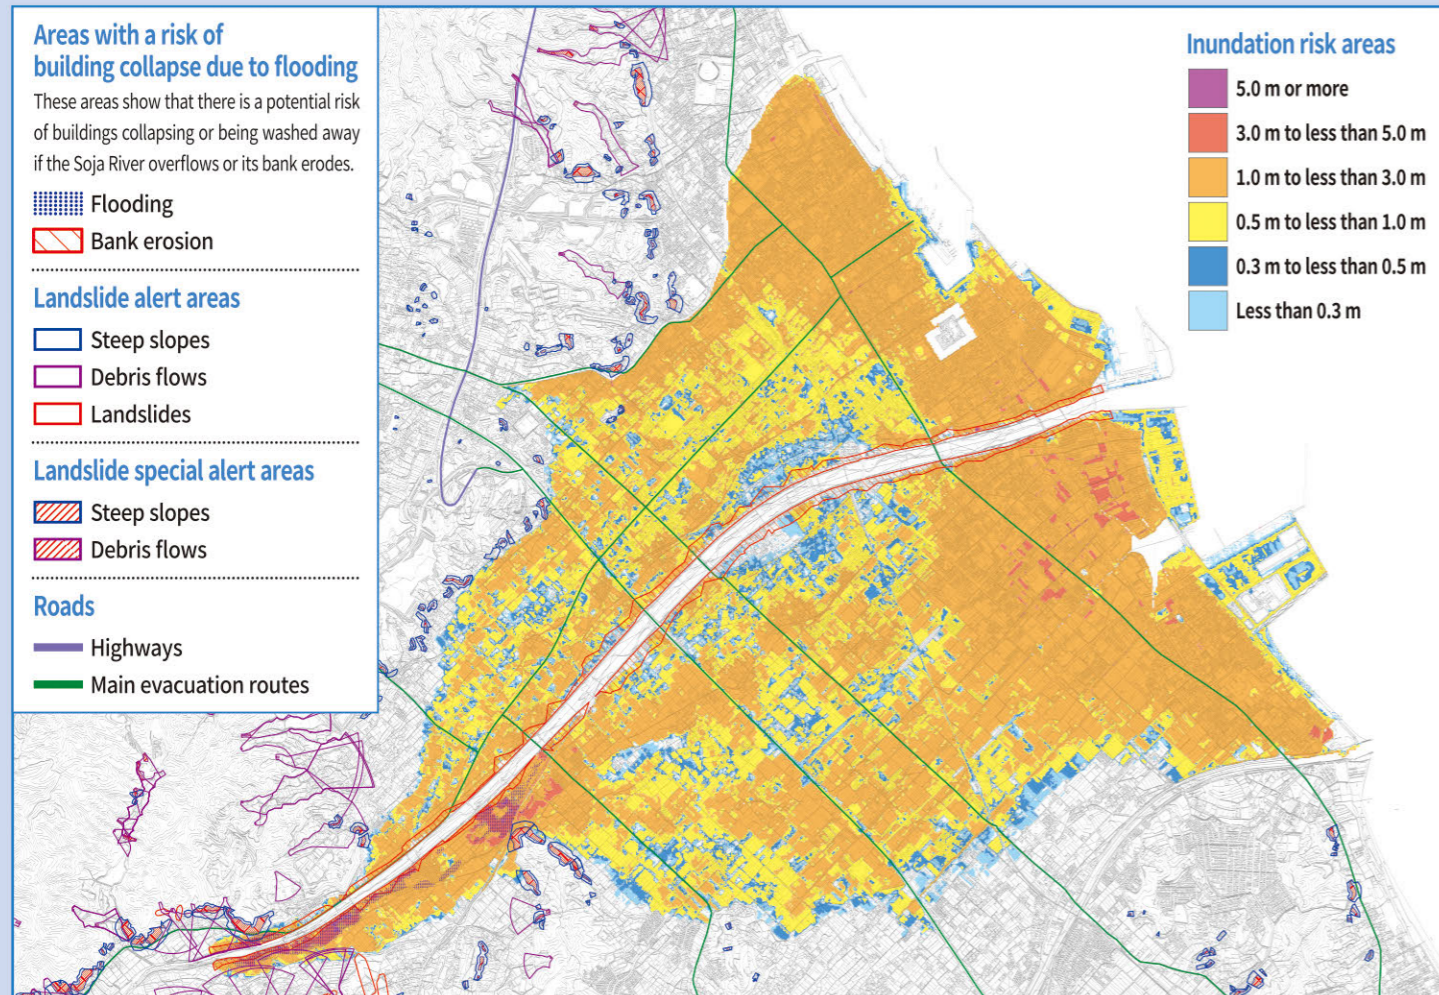 Areas with a risk of
building collapse due to flooding
These areas show that there is a potential risk
of buildings collapsing or being washed away
if the Soja River overflows or its bank erodes.
Flooding
Bank erosion
Landslide alert areas
Steep slopes
Debris flows
Landslides
Landslide special alert areas
Steep slopes
Debris flows
Roads
Highways
Main evacuation routes
Inundation risk areas
5.0 m or more
3.0 m to less than 5.0 m
1.0 m to less than 3.0 m
0.5 m to less than 1.0 m
0.3 m to less than 0.5 m
Less than 0.3 m